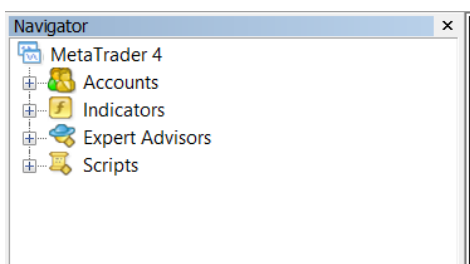 Navigator
MetaTrader 4
Accounts
Indicators
Expert Advisors
Scripts